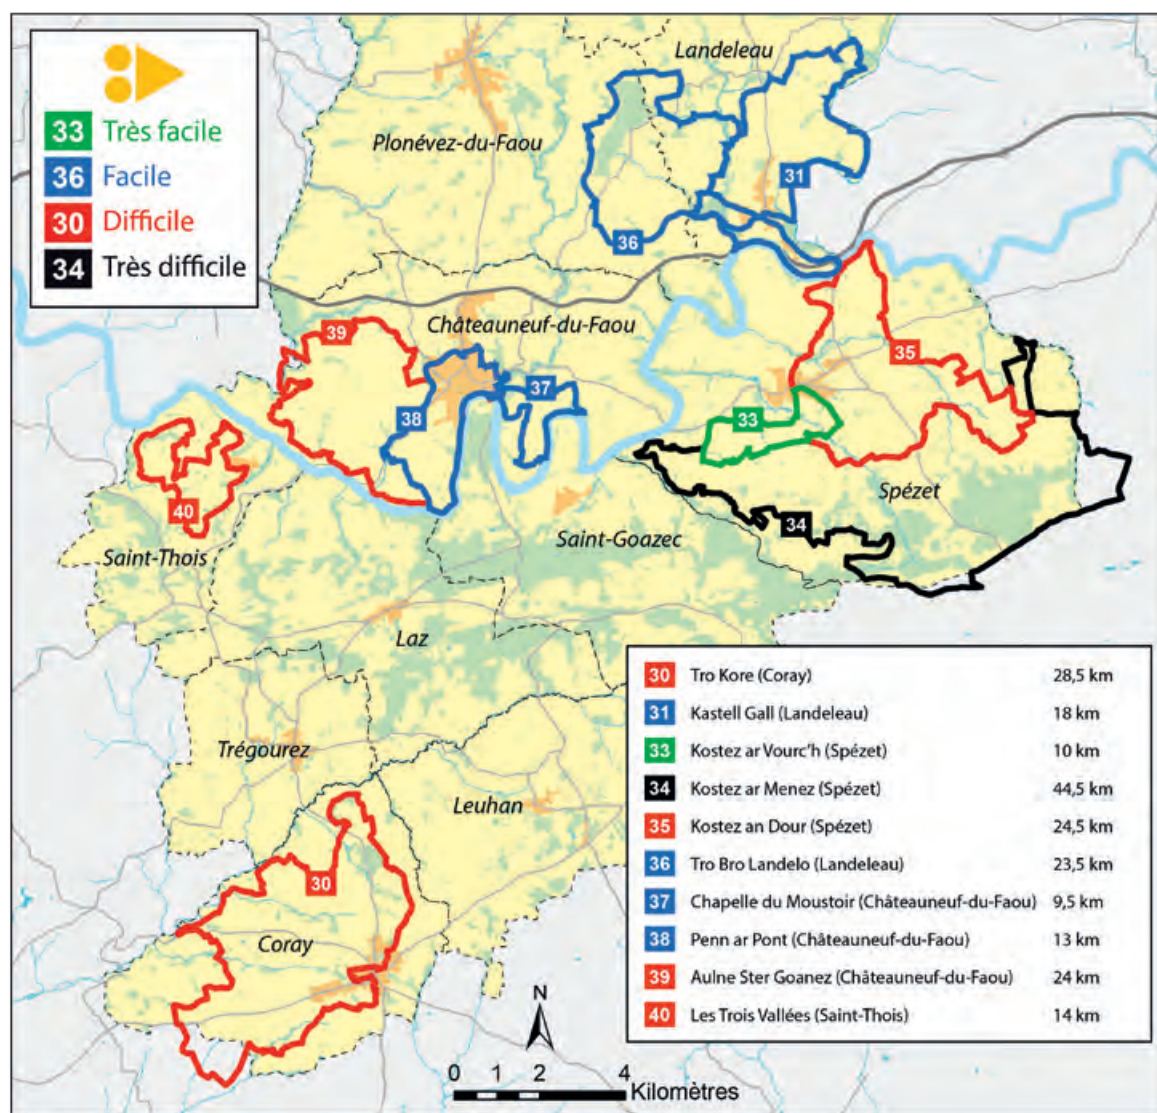 33 Très facile
36 Facile
30 Difficile
34 Très difficile
Landeleau
Plonévez-du-Faou
31
36
Châteauneuf-du-Faou
39
35
37
38
33
Spézet
40
34
Saint-Goazec
Saint-Thois
Laz
Trégourez
Leuhan
30
Coray
30 Tro Kore (Coray) 28,5 km
31 Kastell Gall (Landeleau) 18 km
33 Kostez ar Vourc'h (Spézet) 10 km
34 Kostez ar Menez (Spézet) 44,5 km
35 Kostez an Dour (Spézet) 24,5 km
36 Tro Bro Landelo (Landeleau) 23,5 km
37 Chapelle du Moustoir (Châteauneuf-du-Faou) 9,5 km
38 Penn ar Pont (Châteauneuf-du-Faou) 13 km
39 Aulne Ster Goanez (Châteauneuf-du-Faou) 24 km
40 Les Trois Vallées (Saint-Thois) 14 km
N
0 1 2 4
Kilomètres